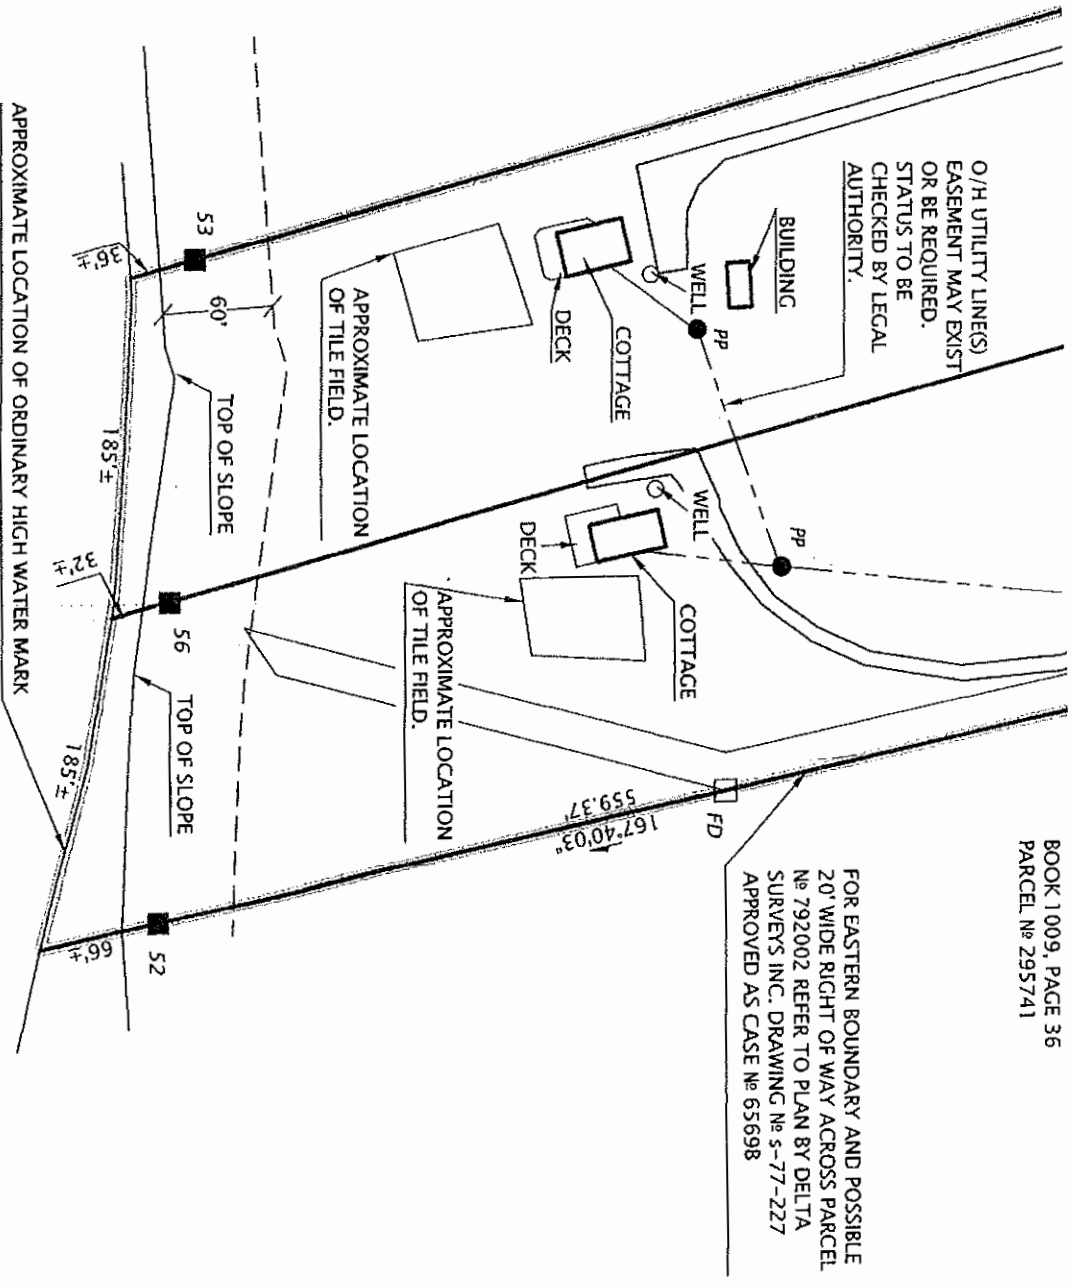 BOOK 1009, PAGE 36
PARCEL № 295741
O/H UTILITY LINE(S)
EASEMENT MAY EXIST
OR BE REQUIRED.
STATUS TO BE
CHECKED BY LEGAL
AUTHORITY.
FOR EASTERN BOUNDARY AND POSSIBLE
20' WIDE RIGHT OF WAY ACROSS PARCEL
№ 792002 REFER TO PLAN BY DELTA
SURVEYS INC. DRAWING № s-77-227
APPROVED AS CASE № 65698
BUILDING
PP
PP
WELL
WELL
FD
COTTAGE
COTTAGE
DECK
DECK
167°40'03"
559.37'
APPROXIMATE LOCATION
OF TILE FIELD.
APPROXIMATE LOCATION
OF TILE FIELD.
60'
TOP OF SLOPE
TOP OF SLOPE
53
56
52
36'±
32'±
66'±
185'±
185'±
APPROXIMATE LOCATION OF ORDINARY HIGH WATER MARK